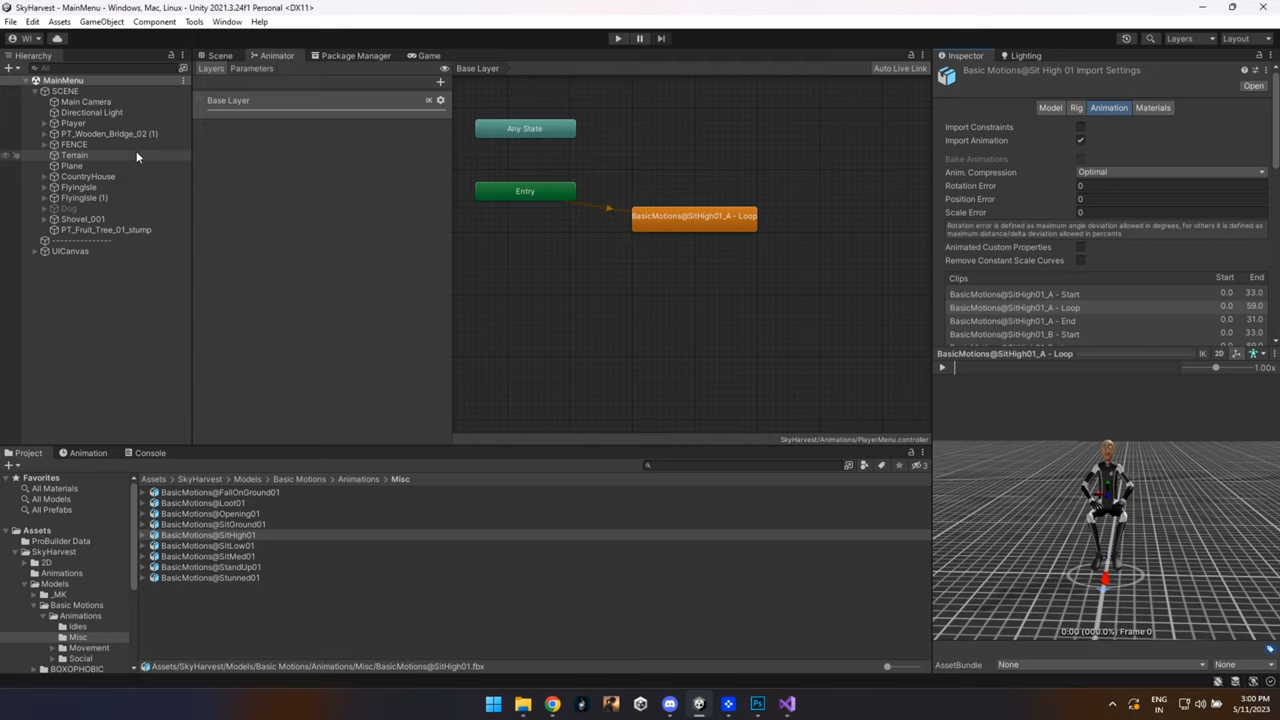 SkyHarvest - MainMenu - Windows, Mac, Linux - Unity 2021.3.24f1 Personal <DX11>
File Edit Assets GameObject Component Tools Window Help
WI Layers Layout
Hierarchy Scene Animator Package Manager Game Inspector Lighting
All Layers Parameters Base Layer Auto Live Link
MainMenu
SCENE
Main Camera
Directional Light
Player
PT_Wooden_Bridge_02 (1)
FENCE
Terrain
Plane
CountryHouse
FlyingIsle
FlyingIsle (1)
Dog
Shovel_001
PT_Fruit_Tree_01_stump
----------------
UICanvas
Base Layer IK
Any State
Entry
BasicMotions@SitHigh01_A - Loop
SkyHarvest/Animations/PlayerMenu.controller
Basic Motions@Sit High 01 Import Settings
Open
Model Rig Animation Materials
Import Constraints
Import Animation
Bake Animations
Anim. Compression Optimal
Rotation Error 0
Position Error 0
Scale Error 0
Rotation error is defined as maximum angle deviation allowed in degrees, for others it is defined as
maximum distance/delta deviation allowed in percents
Animated Custom Properties
Remove Constant Scale Curves
Clips Start End
BasicMotions@SitHigh01_A - Start 0.0 33.0
BasicMotions@SitHigh01_A - Loop 0.0 59.0
BasicMotions@SitHigh01_A - End 0.0 31.0
BasicMotions@SitHigh01_B - Start 0.0 33.0
BasicMotions@SitHigh01_A - Loop IK 2D
1.00x
0:00 (000.0%) Frame 0
AssetBundle None None
Project Animation Console
3
Favorites
All Materials
All Models
All Prefabs
Assets
ProBuilder Data
SkyHarvest
2D
Animations
Models
_MK
Basic Motions
Animations
Idles
Misc
Movement
Social
BOXOPHOBIC
Assets SkyHarvest Models Basic Motions Animations Misc
BasicMotions@FallOnGround01
BasicMotions@Loot01
BasicMotions@Opening01
BasicMotions@SitGround01
BasicMotions@SitHigh01
BasicMotions@SitLow01
BasicMotions@SitMed01
BasicMotions@StandUp01
BasicMotions@Stunned01
Assets/SkyHarvest/Models/Basic Motions/Animations/Misc/BasicMotions@SitHigh01.fbx
Ps
ENG
IN
3:00 PM
5/11/2023